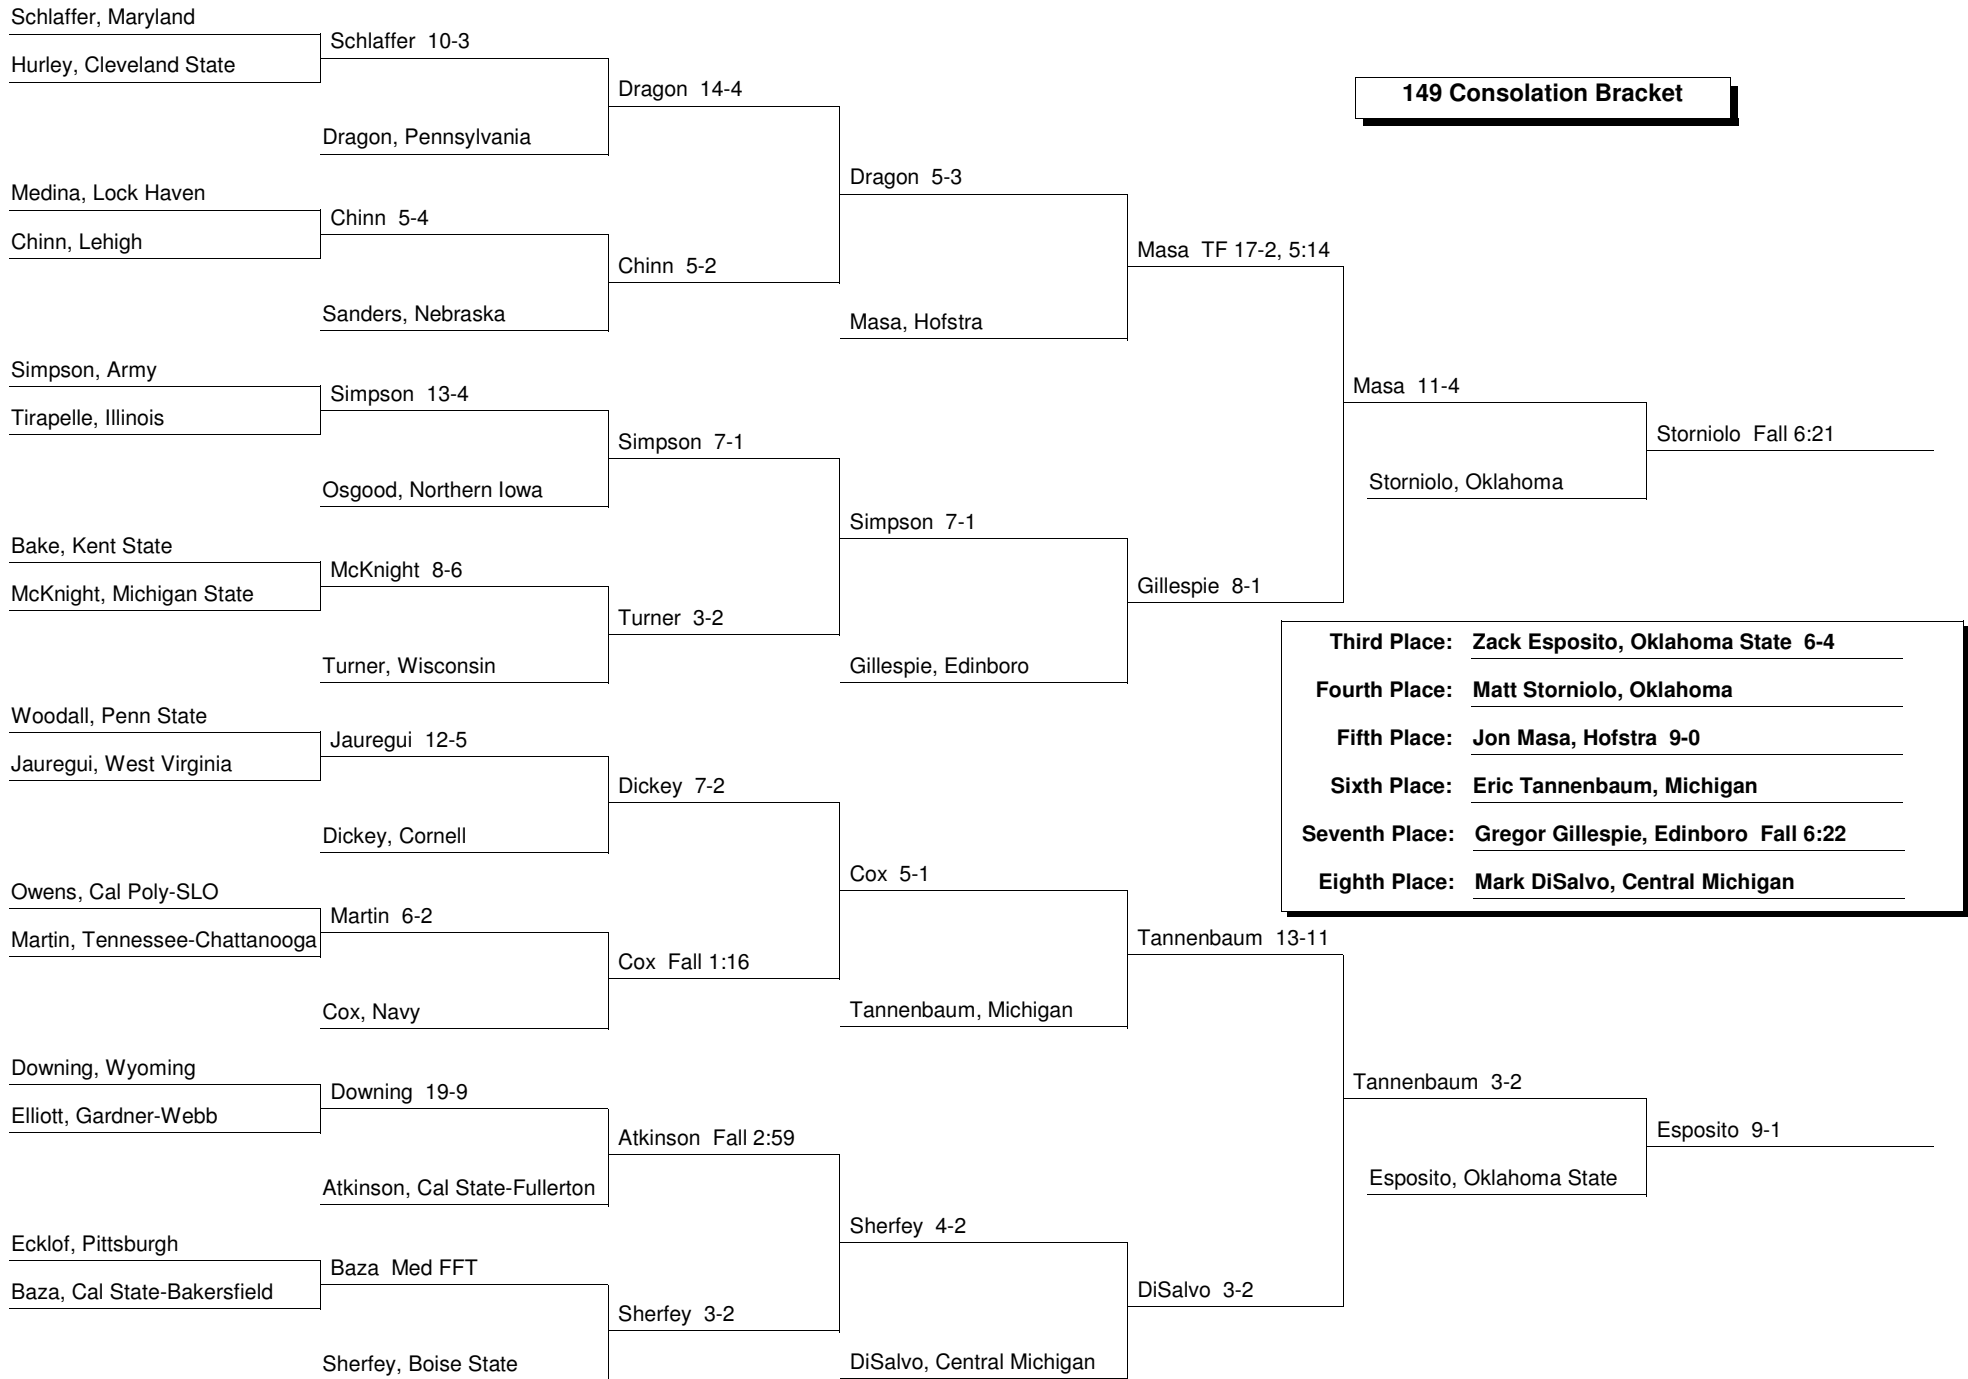 Schlaffer, Maryland
Hurley, Cleveland State
Schlaffer 10-3
Dragon, Pennsylvania
Dragon 14-4
Medina, Lock Haven
Chinn, Lehigh
Chinn 5-4
Sanders, Nebraska
Chinn 5-2
Dragon 5-3
Masa, Hofstra
Masa TF 17-2, 5:14
Simpson, Army
Tirapelle, Illinois
Simpson 13-4
Osgood, Northern Iowa
Simpson 7-1
Bake, Kent State
McKnight, Michigan State
McKnight 8-6
Turner, Wisconsin
Turner 3-2
Simpson 7-1
Gillespie, Edinboro
Gillespie 8-1
Masa 11-4
Storniolo, Oklahoma
Storniolo Fall 6:21
Woodall, Penn State
Jauregui, West Virginia
Jauregui 12-5
Dickey, Cornell
Dickey 7-2
Owens, Cal Poly-SLO
Martin, Tennessee-Chattanooga
Martin 6-2
Cox, Navy
Cox Fall 1:16
Cox 5-1
Tannenbaum, Michigan
Tannenbaum 13-11
Downing, Wyoming
Elliott, Gardner-Webb
Downing 19-9
Atkinson, Cal State-Fullerton
Atkinson Fall 2:59
Ecklof, Pittsburgh
Baza, Cal State-Bakersfield
Baza Med FFT
Sherfey, Boise State
Sherfey 3-2
Sherfey 4-2
DiSalvo, Central Michigan
DiSalvo 3-2
Tannenbaum 3-2
Esposito, Oklahoma State
Esposito 9-1
149 Consolation Bracket
Third Place: Zack Esposito, Oklahoma State 6-4
Fourth Place: Matt Storniolo, Oklahoma
Fifth Place: Jon Masa, Hofstra 9-0
Sixth Place: Eric Tannenbaum, Michigan
Seventh Place: Gregor Gillespie, Edinboro Fall 6:22
Eighth Place: Mark DiSalvo, Central Michigan